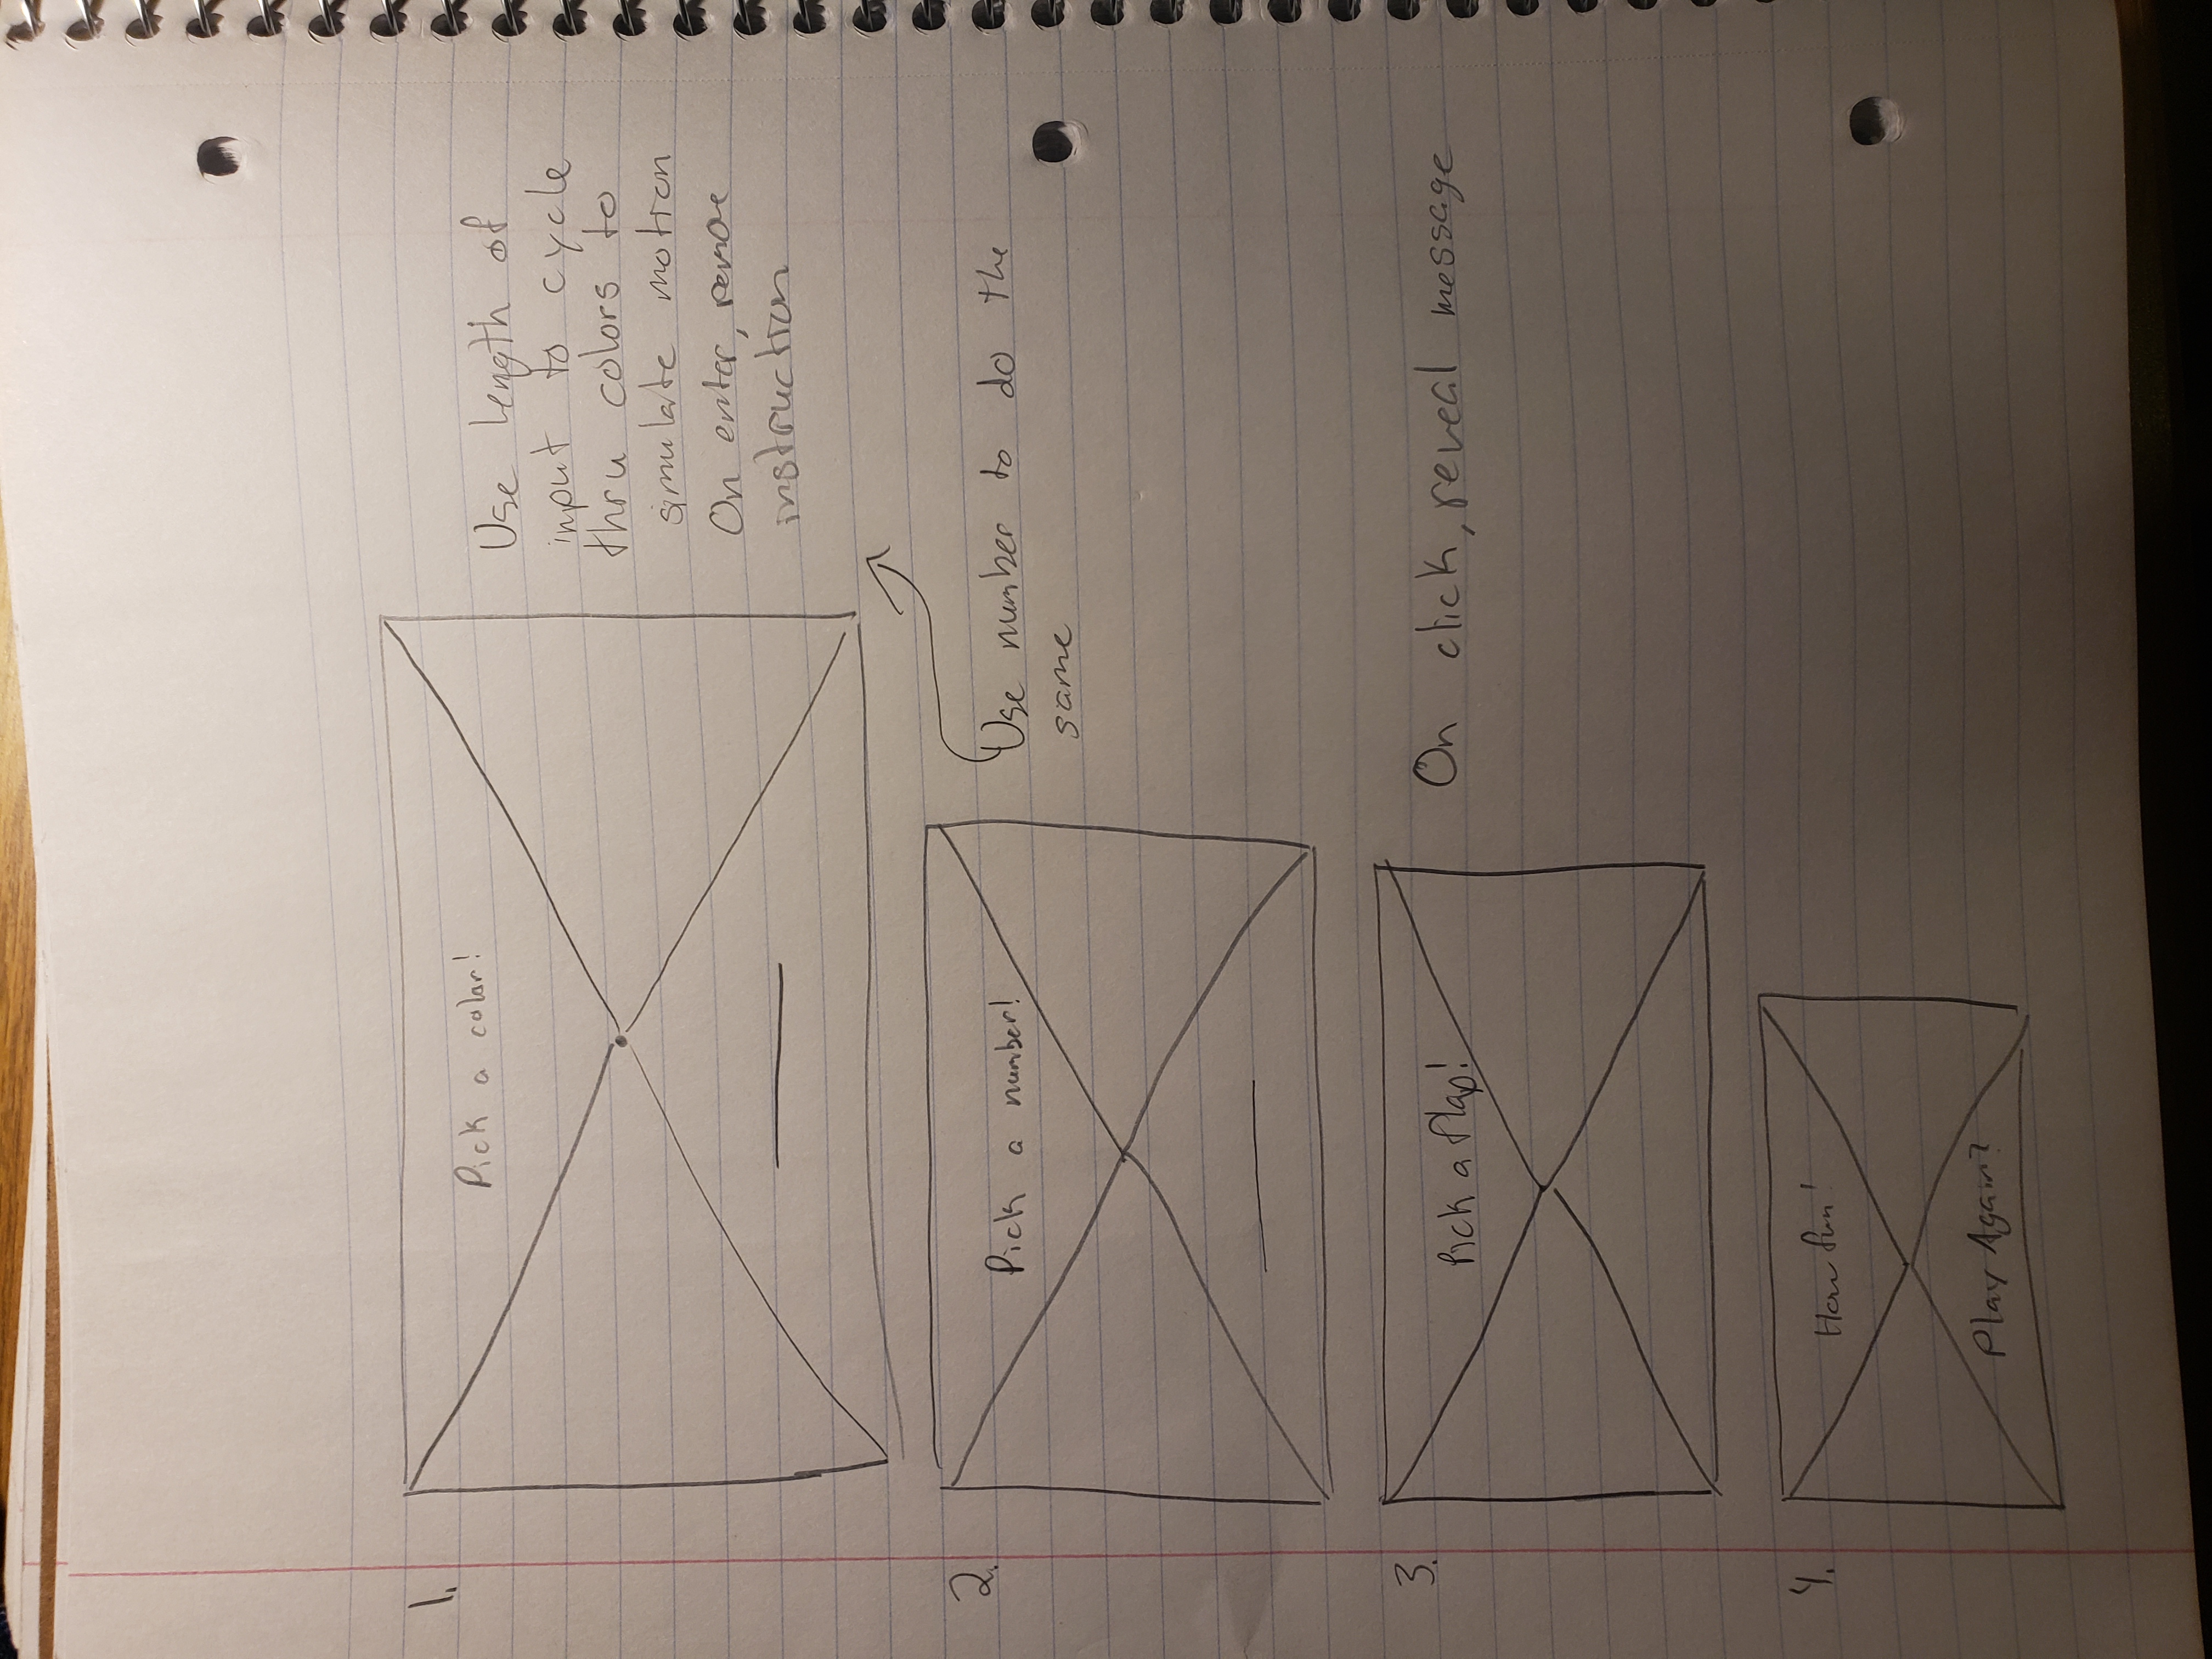 1.
Pick a color!
Use length of
input to cycle
thru colors to
simulate motion
On enter, remove
instruction
2.
Pick a number!
Use number to do the
same
3.
Pick a flap!
On click, reveal message
4.
How fun!
Play Again?